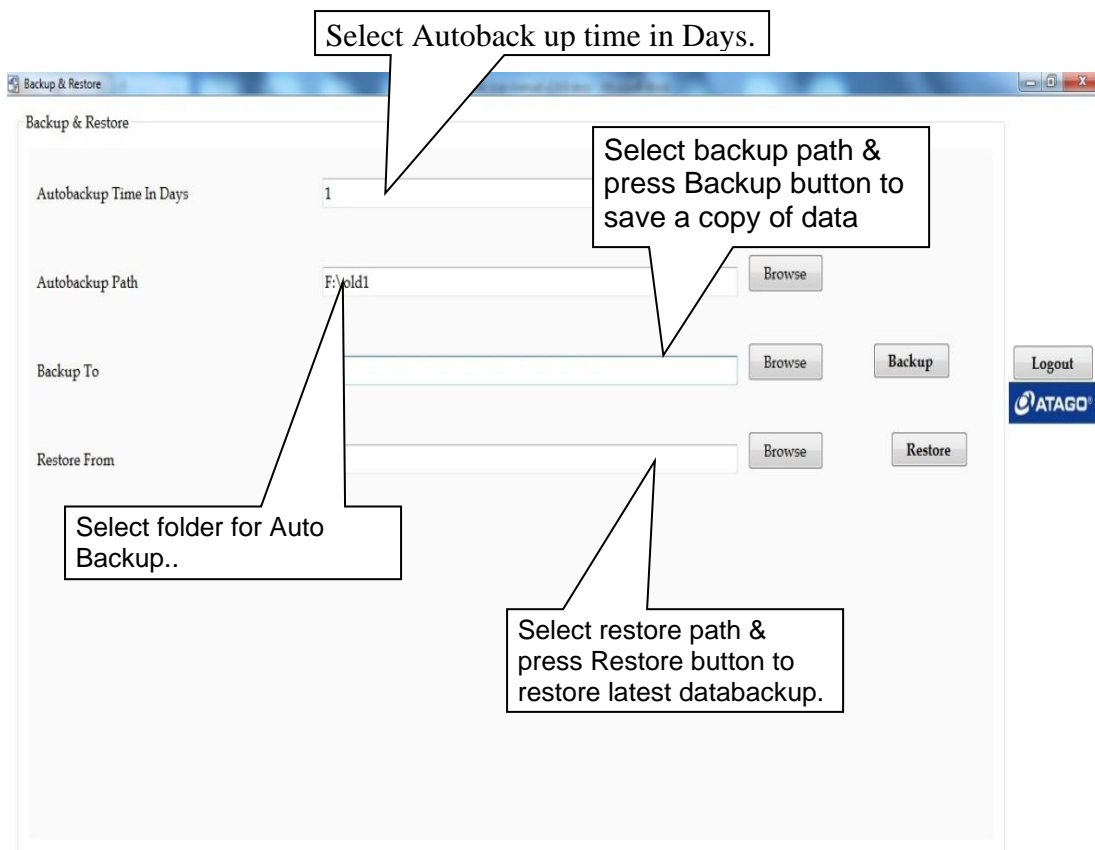 Select Autoback up time in Days.
Backup & Restore
Backup & Restore
Autobackup Time In Days
1
Select backup path &
press Backup button to
save a copy of data
Autobackup Path
F:\old1
Browse
Backup To
Browse
Backup
Logout
ATAGO®
Restore From
Browse
Restore
Select folder for Auto
Backup..
Select restore path &
press Restore button to
restore latest databackup.